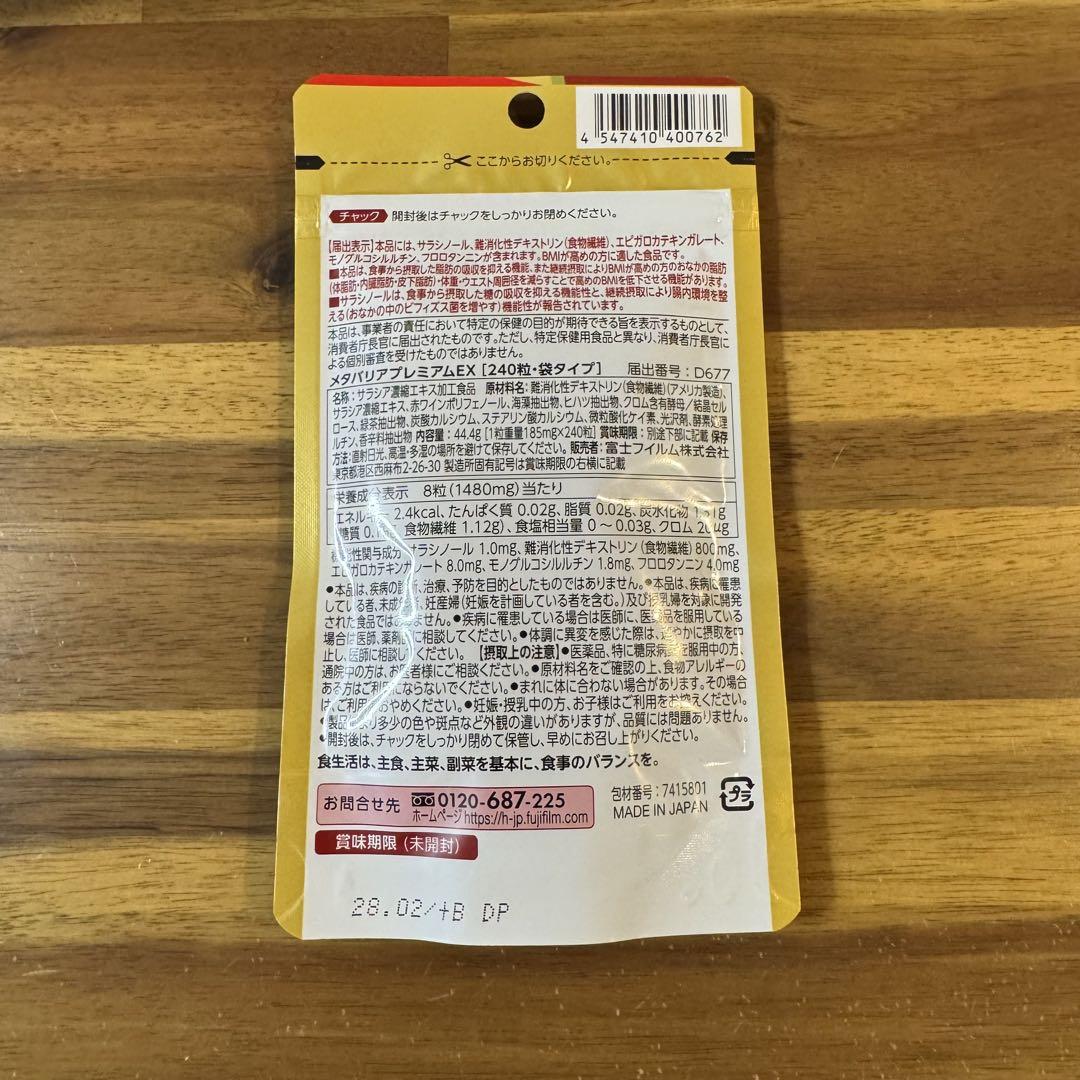 4 547410 400762
ここからお切りください。
チャック 開封後はチャックをしっかりお閉めください。
【届出表示】本品には、サラシノール、難消化性デキストリン(食物繊維)、エピガロカテキンガレート、
モノグルコシルルチン、フロロタンニンが含まれます。BMIが高めの方に適した食品です。
■本品は、食事から摂取した脂肪の吸収を抑える機能、また継続摂取によりBMIが高めの方のおなかの脂肪
(体脂肪・内臓脂肪・皮下脂肪)・体重・ウエスト周囲径を減らすことで高めのBMIを低下させる機能があります。
■サラシノールは、食事から摂取した糖の吸収を抑える機能性と、継続摂取により腸内環境を整
える(おなかの中のビフィズス菌を増やす)機能性が報告されています。
本品は、事業者の責任において特定の保健の目的が期待できる旨を表示するものとして、
消費者庁長官に届出されたものです。ただし、特定保健用食品と異なり、消費者庁長官によ
る個別審査を受けたものではありません。
メタバリアプレミアムEX [240粒・袋タイプ] 届出番号:D677
名称:サラシア濃縮エキス加工食品 原材料名:難消化性デキストリン(食物繊維)(アメリカ製造)、
サラシア濃縮エキス、赤ワインポリフェノール、海藻抽出物、ヒハツ抽出物、クロム含有酵母/結晶セル
ロース、緑茶抽出物、炭酸カルシウム、ステアリン酸カルシウム、微粒酸化ケイ素、光沢剤、酵素処理
ルチン、香辛料抽出物 内容量:44.4g [1粒重量185mg×240粒] 賞味期限:別途下部に記載 保存
方法:直射日光、高温・多湿の場所を避けて保存してください。販売者:富士フイルム株式会社
東京都港区西麻布2-26-30 製造所固有記号は賞味期限の右横に記載
栄養成分表示 8粒(1480mg)当たり
エネルギー 2.4kcal、たんぱく質 0.02g、脂質 0.02g、炭水化物 1.31g
糖質 食物繊維 1.12g)、食塩相当量 0~0.03g、クロム
機能性関与成分 サラシノール 1.0mg、難消化性デキストリン(食物繊維) 800mg、
エピガロカテキンガレート 8.0mg、モノグルコシルルチン 1.8mg、フロロタンニン 4.0mg
●本品は、疾病の診断、治療、予防を目的としたものではありません。●本品は、疾病に罹患
している者、未成年者、妊産婦(妊娠を計画している者を含む。)及び授乳婦を対象に開発
された食品ではありません。●疾病に罹患している場合は医師に、医薬品を服用している
場合は医師、薬剤師に相談してください。●体調に異変を感じた際は、速やかに摂取を中
止し、医師に相談してください。【摂取上の注意】●医薬品、特に糖尿病薬を服用中の方、
通院中の方は、お医者様にご相談ください。●原材料名をご確認の上、食物アレルギーの
ある方はご利用にならないでください。●まれに体に合わない場合があります。その場合
は、ご利用をおやめください。●妊娠・授乳中の方、お子様はご利用をお控えください。
●製品により多少の色や斑点など外観の違いがありますが、品質には問題ありません。
●開封後は、チャックをしっかり閉めて保管し、早めにお召し上がりください。
食生活は、主食、主菜、副菜を基本に、食事のバランスを。
お問合せ先 0120-687-225
ホームページ https://h-jp.fujifilm.com
包材番号:7415801
MADE IN JAPAN
プラ
賞味期限(未開封)
28.02/+B DP